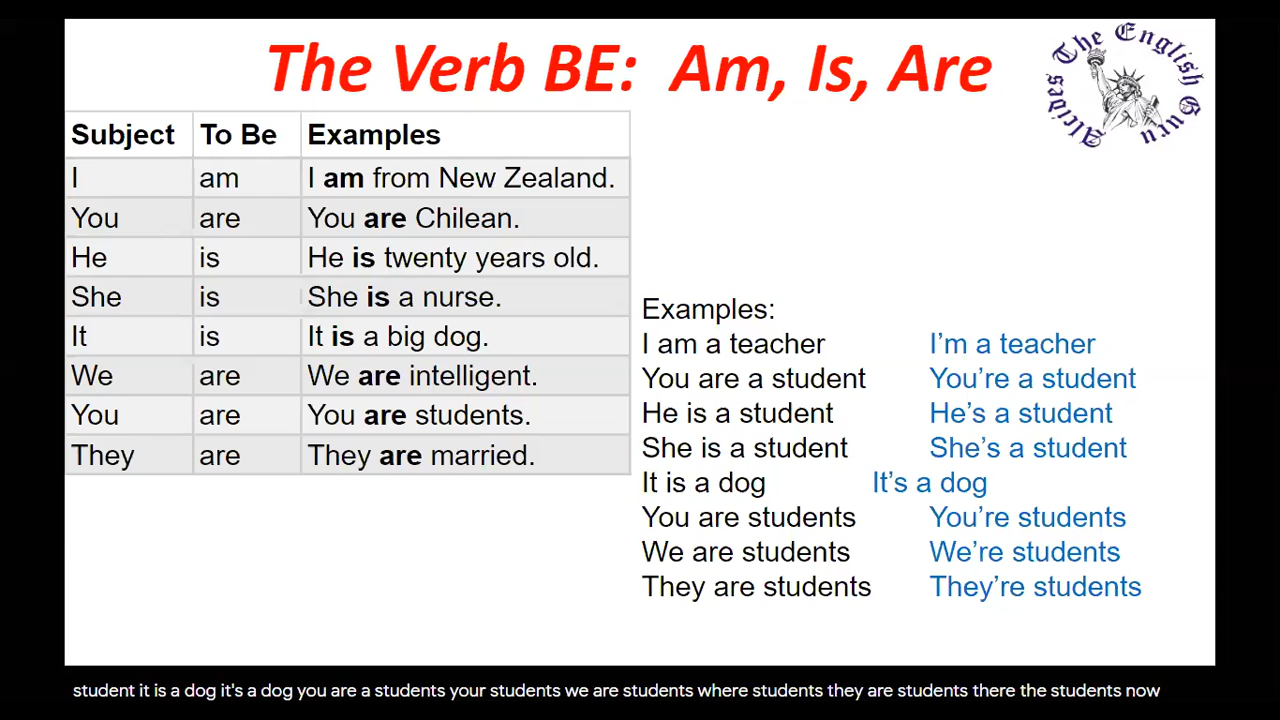 The Verb BE: Am, Is, Are
Alcides The English Guru
Subject To Be Examples
I am I am from New Zealand.
You are You are Chilean.
He is He is twenty years old.
She is She is a nurse.
It is It is a big dog.
We are We are intelligent.
You are You are students.
They are They are married.
Examples:
I am a teacher I’m a teacher
You are a student You’re a student
He is a student He’s a student
She is a student She’s a student
It is a dog It’s a dog
You are students You’re students
We are students We’re students
They are students They’re students
student it is a dog it's a dog you are a students your students we are students where students they are students there the students now